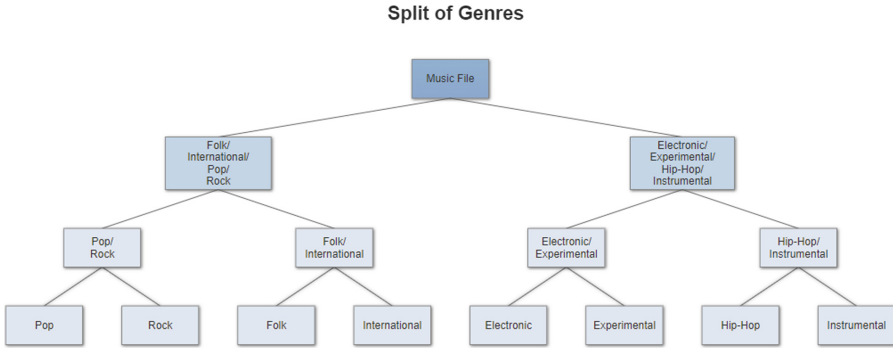 Split of Genres
Music File
Folk/
International/
Pop/
Rock
Electronic/
Experimental/
Hip-Hop/
Instrumental
Pop/
Rock
Folk/
International
Electronic/
Experimental
Hip-Hop/
Instrumental
Pop
Rock
Folk
International
Electronic
Experimental
Hip-Hop
Instrumental